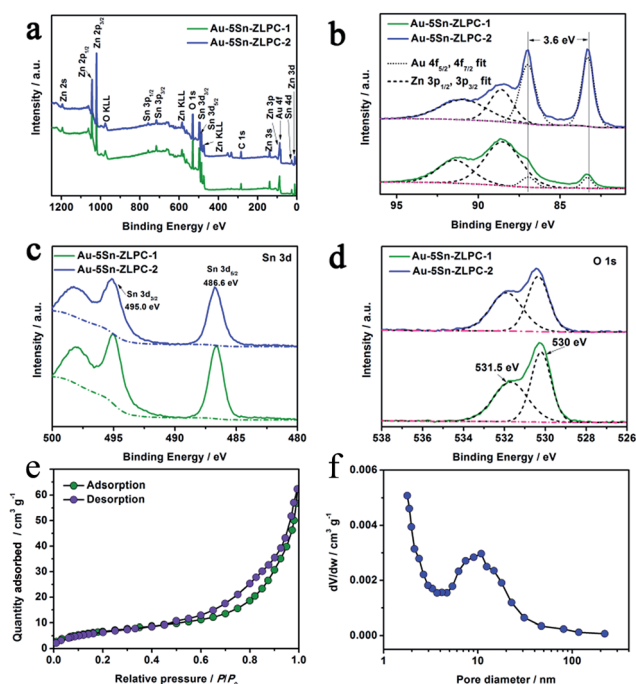 a
Au-5Sn-ZLPC-1
Au-5Sn-ZLPC-2
Zn 2s
Zn 2p1/2
Zn 2p3/2
O KLL
Sn 3p1/2
Sn 3p3/2
Zn KLL
O 1s
Sn 3d3/2
Sn 3d5/2
Zn KLL
C 1s
Zn 3s
Zn 3p
Au 4f
Sn 4d
Zn 3d
Intensity / a.u.
1250 1000 750 500 250 0
Binding Energy / eV
b
Au-5Sn-ZLPC-1
Au-5Sn-ZLPC-2
3.6 eV
Au 4f5/2, 4f7/2 fit
Zn 3p1/2, 3p3/2 fit
Intensity / a.u.
95 90 85
Binding Energy / eV
c
Au-5Sn-ZLPC-1
Au-5Sn-ZLPC-2
Sn 3d
Sn 3d3/2
495.0 eV
Sn 3d5/2
486.6 eV
Intensity / a.u.
500 495 490 485 480
Binding Energy / eV
d
Au-5Sn-ZLPC-1
Au-5Sn-ZLPC-2
O 1s
531.5 eV
530 eV
Intensity / a.u.
538 536 534 532 530 528 526
Binding Energy / eV
e
Adsorption
Desorption
Quantity adsorbed / cm3 g-1
60
50
40
30
20
10
0
0.0 0.2 0.4 0.6 0.8 1.0
Relative pressure / P/P0
f
dV/dw / cm3 g-1
0.006
0.004
0.002
0.000
1 10 100
Pore diameter / nm